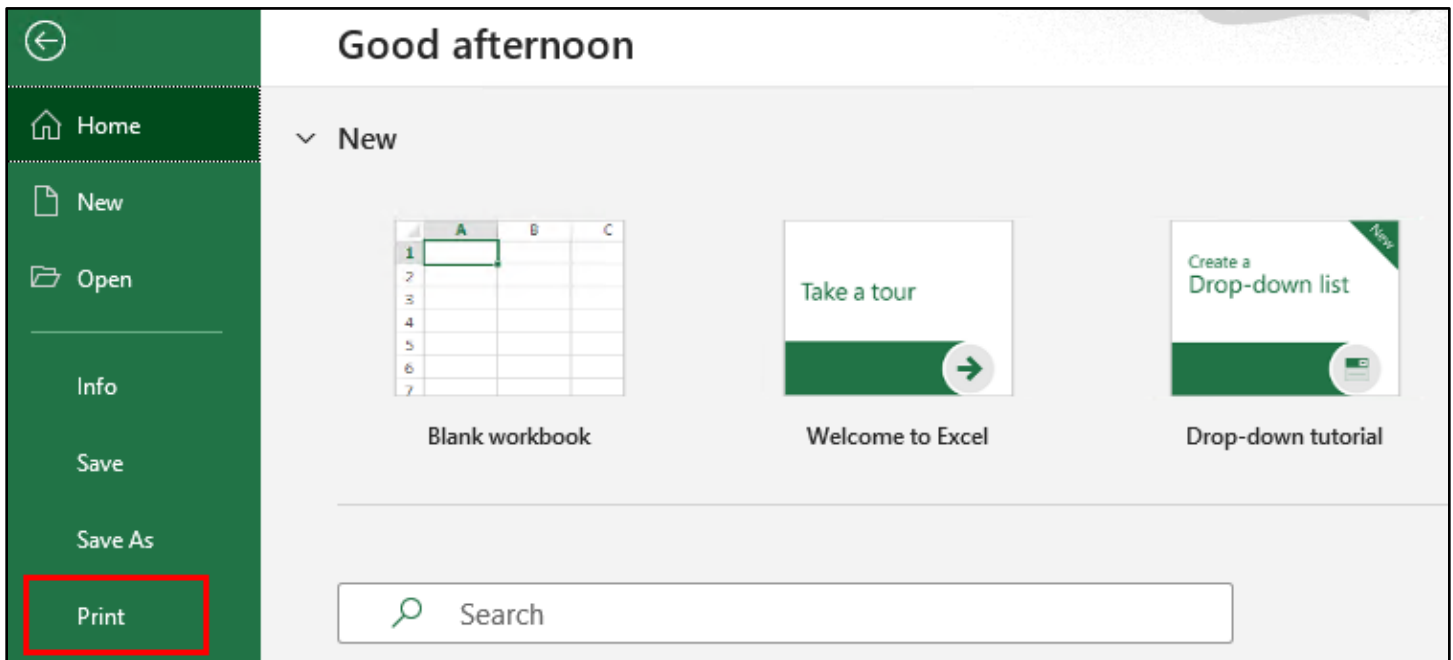 Good afternoon
Home
New
New
Open
A B C
1
2
3
4
5
6
7
Blank workbook
Take a tour
Welcome to Excel
New
Create a
Drop-down list
Drop-down tutorial
Info
Save
Save As
Print
Search